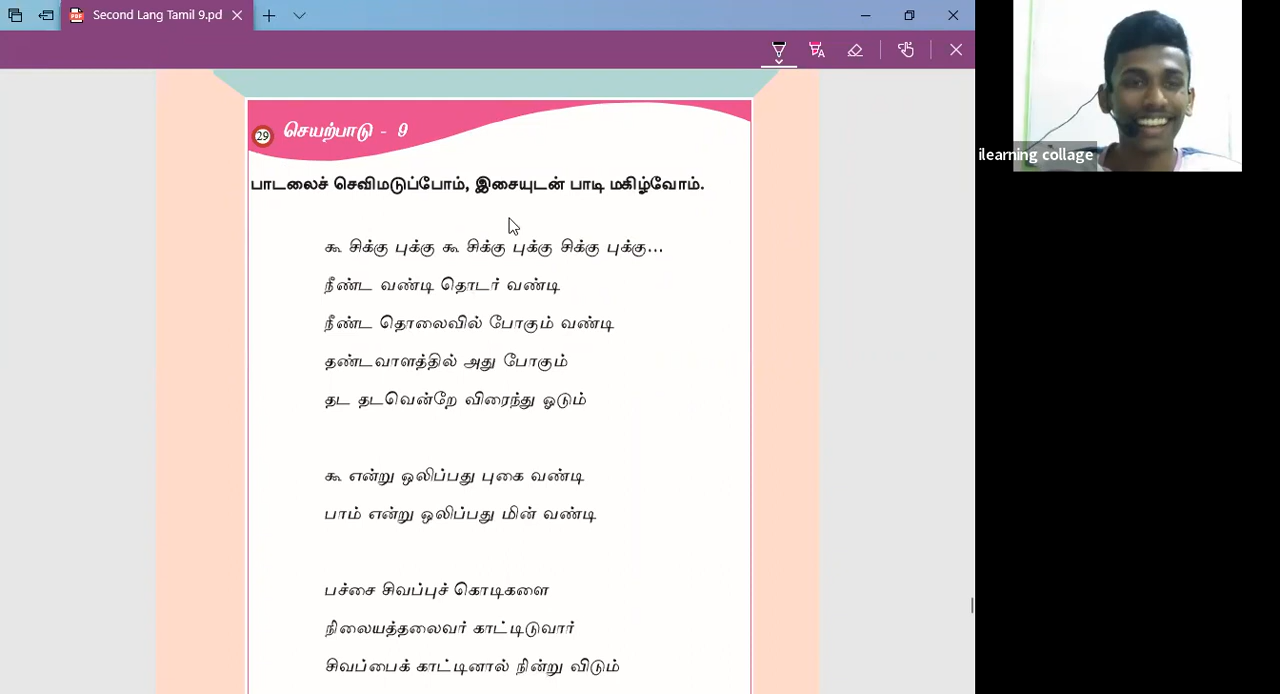 Second Lang Tamil 9.pd
29 செயற்பாடு - 9
பாடலைச் செவிமடுப்போம், இசையுடன் பாடி மகிழ்வோம்.
கூ சிக்கு புக்கு கூ சிக்கு புக்கு சிக்கு புக்கு...
நீண்ட வண்டி தொடர் வண்டி
நீண்ட தொலைவில் போகும் வண்டி
தண்டவாளத்தில் அது போகும்
தட தடவென்றே விரைந்து ஓடும்
கூ என்று ஒலிப்பது புகை வண்டி
பாம் என்று ஒலிப்பது மின் வண்டி
பச்சை சிவப்புச் கொடிகளை
நிலையத்தலைவர் காட்டிடுவார்
சிவப்பைக் காட்டினால் நின்று விடும்
ilearning collage